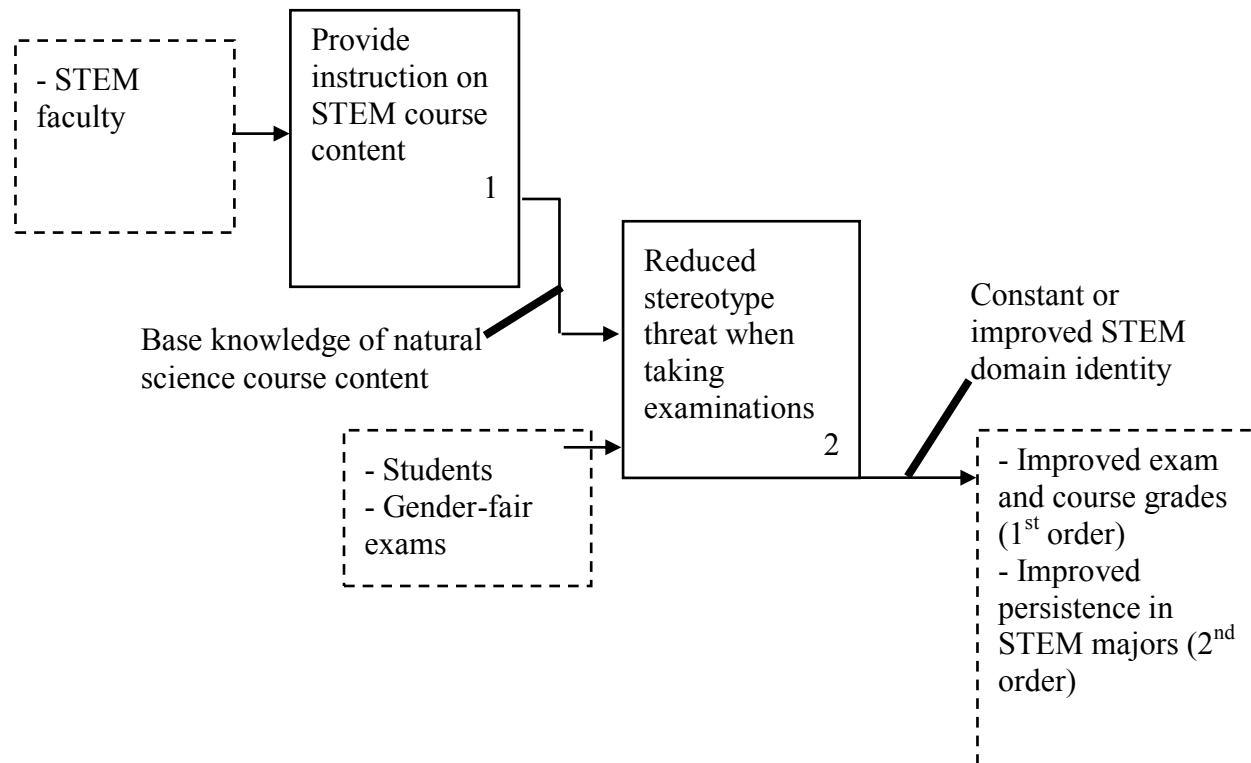 - STEM
faculty
Provide
instruction on
STEM course
content
1
Base knowledge of natural
science course content
- Students
- Gender-fair
exams
Reduced
stereotype
threat when
taking
examinations
2
Constant or
improved STEM
domain identity
- Improved exam
and course grades
(1st order)
- Improved
persistence in
STEM majors (2nd
order)